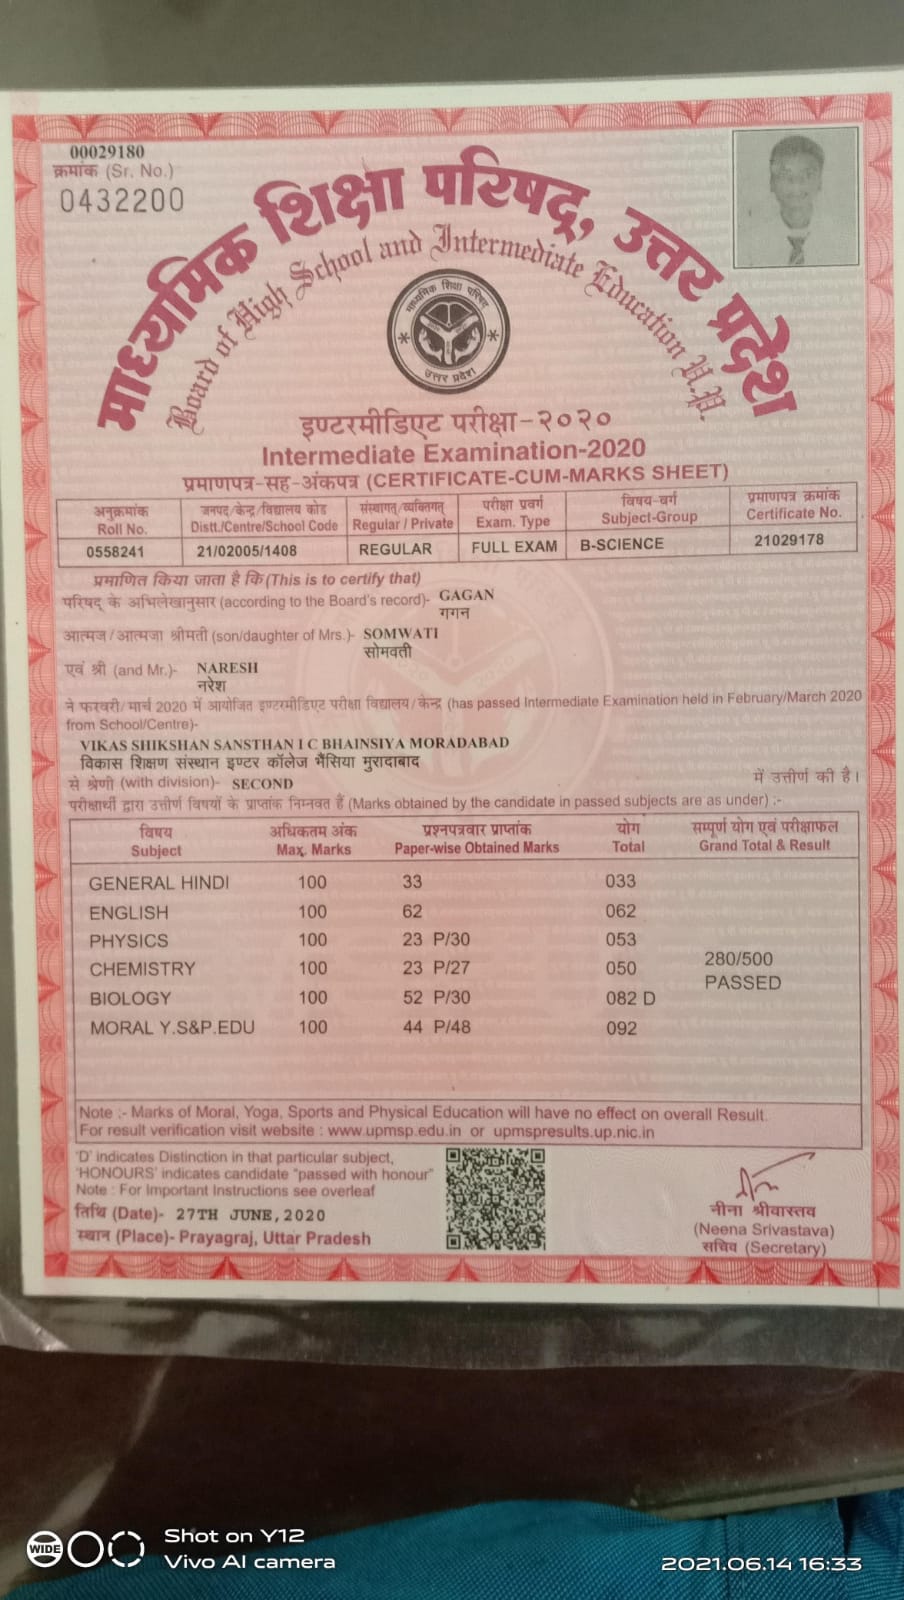 00029180
क्रमांक (Sr. No.)
0432200
माध्यमिक शिक्षा परिषद्, उत्तर प्रदेश
Board of High School and Intermediate Education U.P.
माध्यमिक शिक्षा परिषद
उत्तर प्रदेश
इण्टरमीडिएट परीक्षा-२०२०
Intermediate Examination-2020
प्रमाणपत्र-सह-अंकपत्र (CERTIFICATE-CUM-MARKS SHEET)
अनुक्रमांक जनपद/केन्द्र/विद्यालय कोड संस्थागत/व्यक्तिगत परीक्षा प्रवर्ग विषय-वर्ग प्रमाणपत्र क्रमांक
Roll No. Distt./Centre/School Code Regular / Private Exam. Type Subject-Group Certificate No.
0558241 21/02005/1408 REGULAR FULL EXAM B-SCIENCE 21029178
प्रमाणित किया जाता है कि (This is to certify that)
परिषद् के अभिलेखानुसार (according to the Board's record)- GAGAN
गगन
आत्मज/आत्मजा श्रीमती (son/daughter of Mrs.)- SOMWATI
सोमवती
एवं श्री (and Mr.)- NARESH
नरेश
ने फरवरी/मार्च 2020 में आयोजित इण्टरमीडिएट परीक्षा विद्यालय/केन्द्र (has passed Intermediate Examination held in February/March 2020
from School/Centre)-
VIKAS SHIKSHAN SANSTHAN I C BHAINSIYA MORADABAD
विकास शिक्षण संस्थान इण्टर कॉलेज भैंसिया मुरादाबाद
से श्रेणी (with division)- SECOND में उत्तीर्ण की है।
परीक्षार्थी द्वारा उत्तीर्ण विषयों के प्राप्तांक निम्नवत हैं (Marks obtained by the candidate in passed subjects are as under) :-
विषय अधिकतम अंक प्रश्नपत्रवार प्राप्तांक योग सम्पूर्ण योग एवं परीक्षाफल
Subject Max. Marks Paper-wise Obtained Marks Total Grand Total & Result
GENERAL HINDI 100 33 033
ENGLISH 100 62 062
PHYSICS 100 23 P/30 053
CHEMISTRY 100 23 P/27 050 280/500
PASSED
BIOLOGY 100 52 P/30 082 D
MORAL Y.S&P.EDU 100 44 P/48 092
Note :- Marks of Moral, Yoga, Sports and Physical Education will have no effect on overall Result.
For result verification visit website : www.upmsp.edu.in or upmspresults.up.nic.in
'D' indicates Distinction in that particular subject,
'HONOURS' indicates candidate "passed with honour"
Note : For Important Instructions see overleaf
तिथि (Date)- 27TH JUNE,2020
स्थान (Place)- Prayagraj, Uttar Pradesh
नीना श्रीवास्तव
(Neena Srivastava)
सचिव (Secretary)
WIDE
Shot on Y12
Vivo AI camera
2021.06.14 16:33